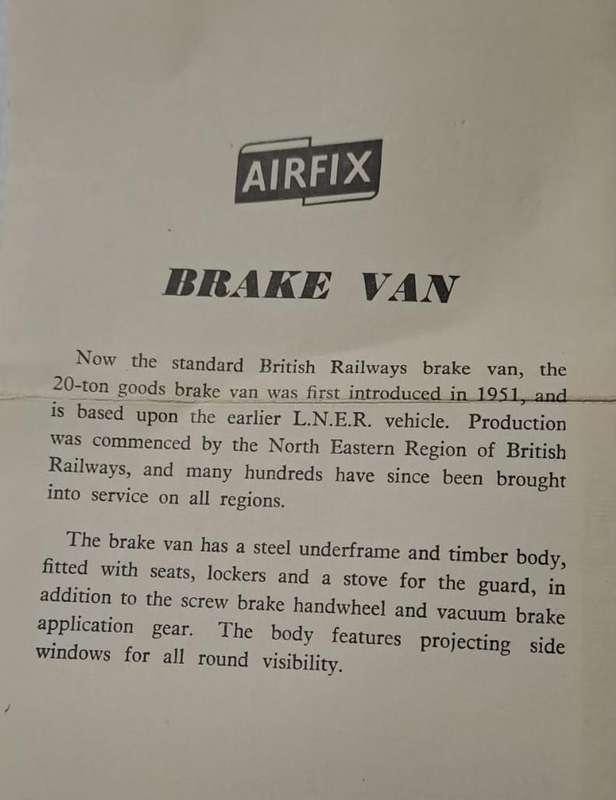 AIRFIX
BRAKE VAN
Now the standard British Railways brake van, the
20-ton goods brake van was first introduced in 1951, and
is based upon the earlier L.N.E.R. vehicle. Production
was commenced by the North Eastern Region of British
Railways, and many hundreds have since been brought
into service on all regions.
The brake van has a steel underframe and timber body,
fitted with seats, lockers and a stove for the guard, in
addition to the screw brake handwheel and vacuum brake
application gear. The body features projecting side
windows for all round visibility.